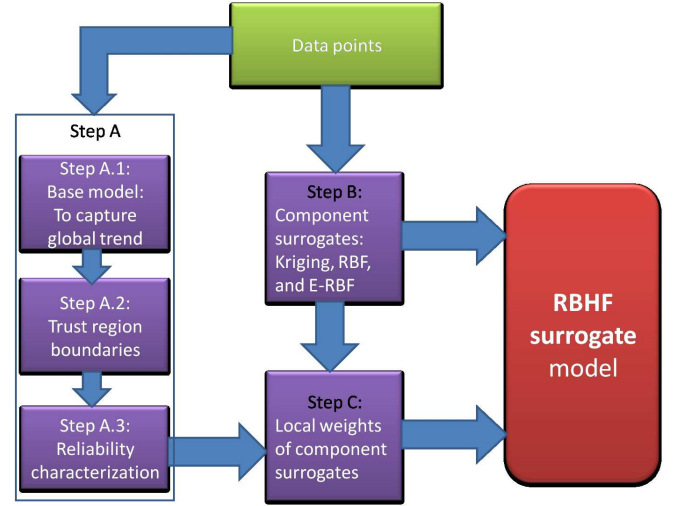 Data points
Step A
Step A.1:
Base model:
To capture
global trend
Step A.2:
Trust region
boundaries
Step A.3:
Reliability
characterization
Step B:
Component
surrogates:
Kriging, RBF,
and E-RBF
Step C:
Local weights
of component
surrogates
RBHF
surrogate
model